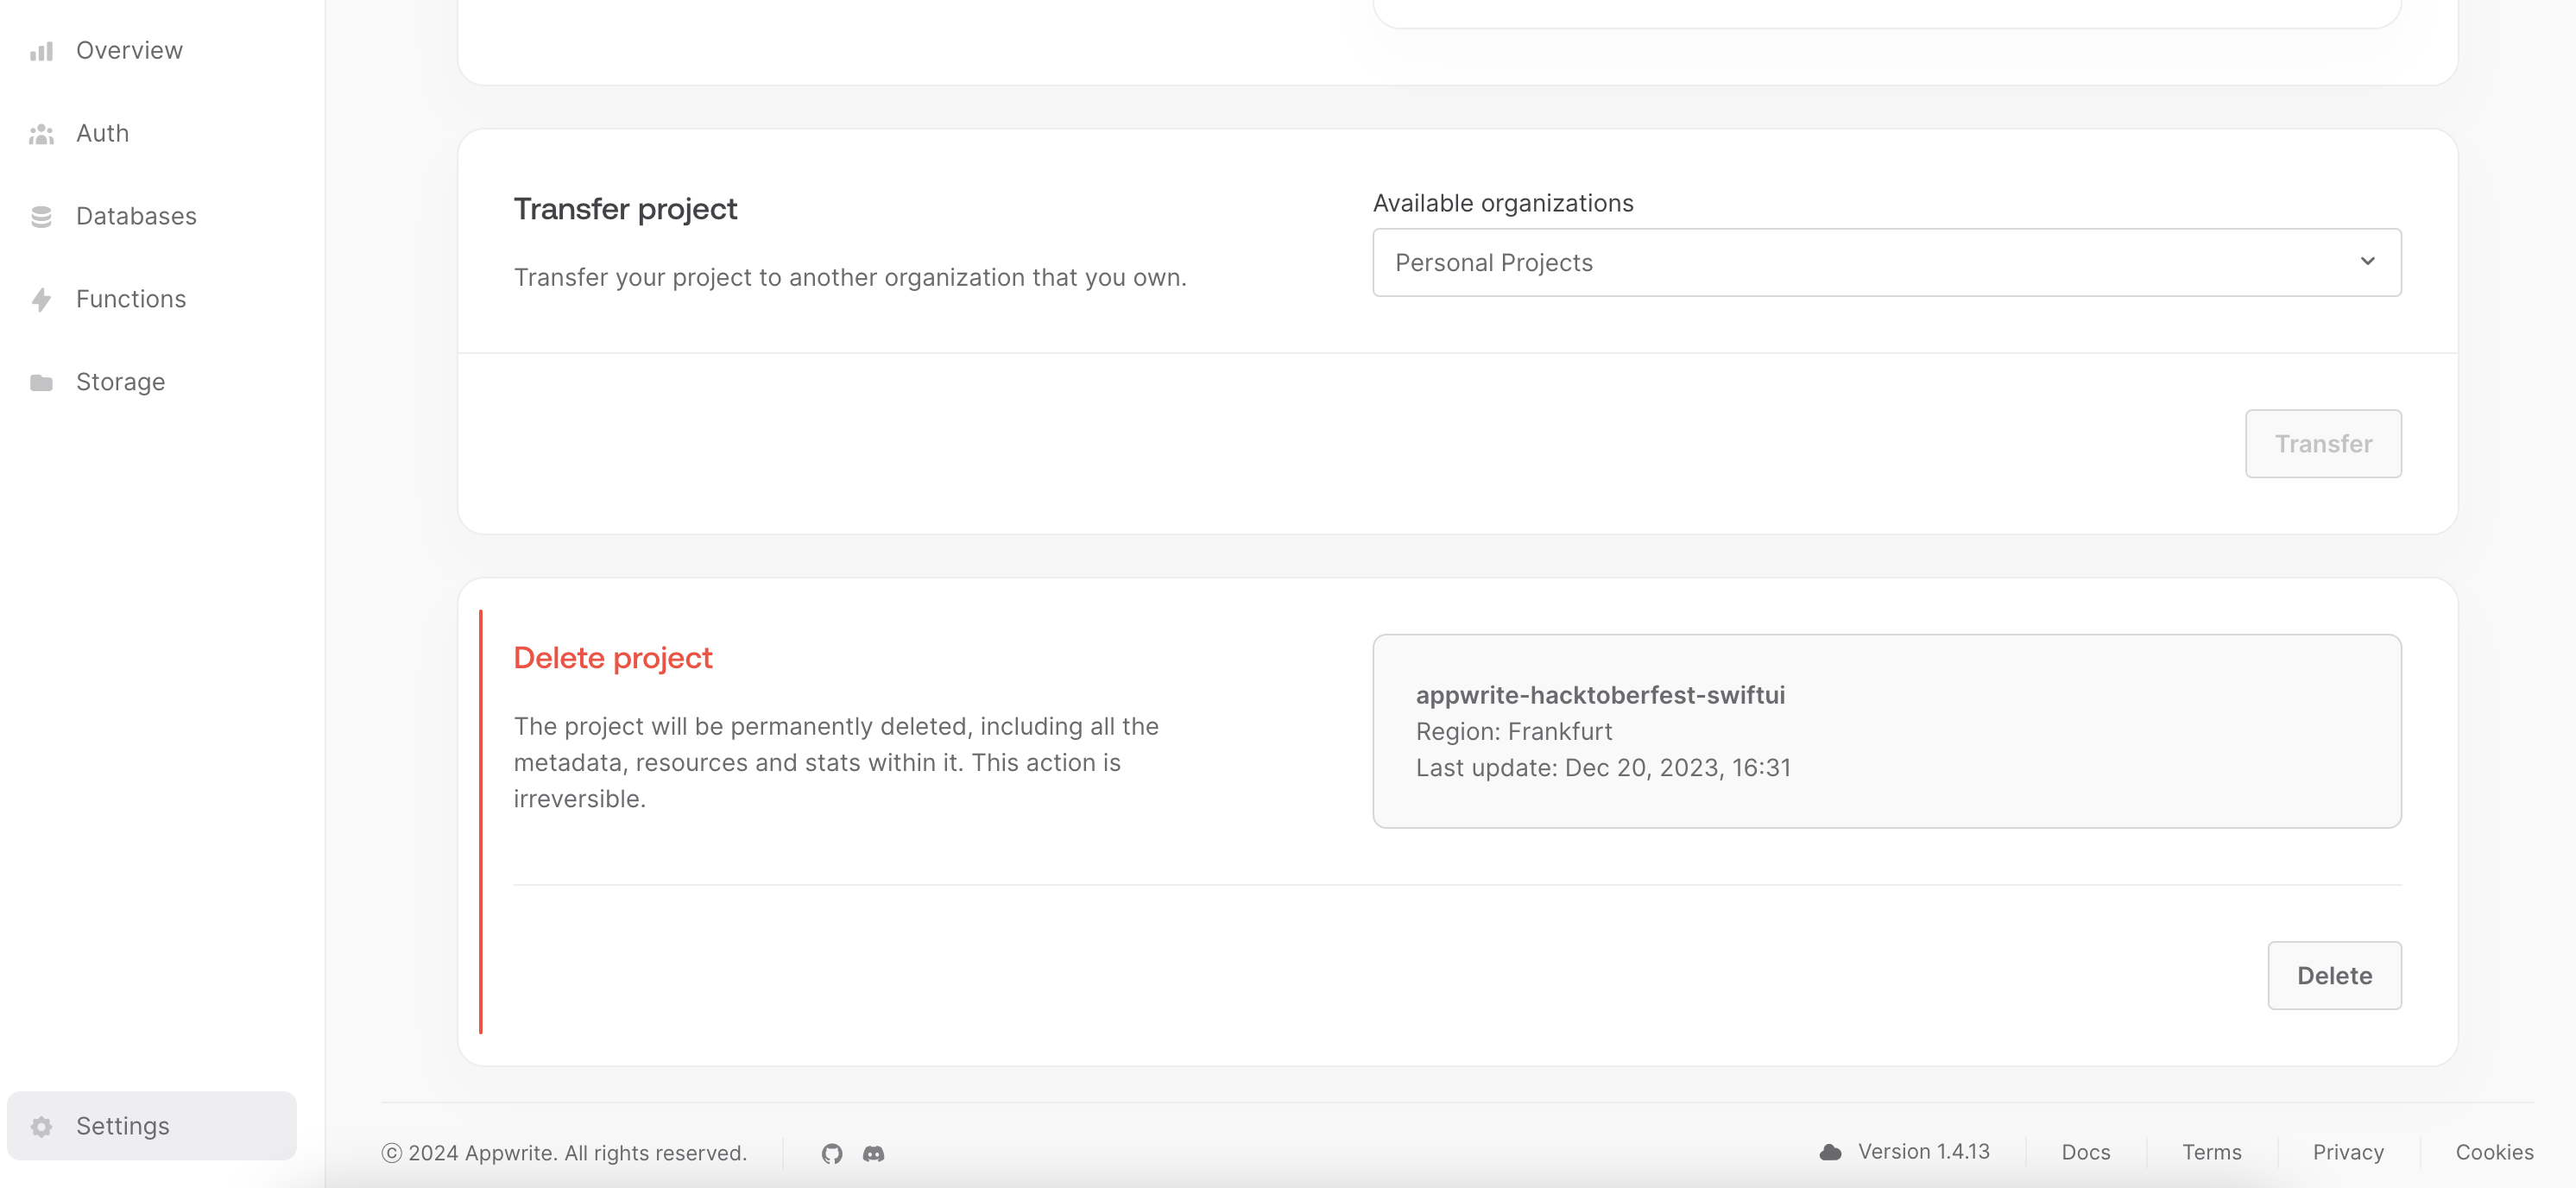 Overview
Auth
Databases
Functions
Storage
Settings
Transfer project
Transfer your project to another organization that you own.
Available organizations
Personal Projects
Transfer
Delete project
The project will be permanently deleted, including all the
metadata, resources and stats within it. This action is
irreversible.
appwrite-hacktoberfest-swiftui
Region: Frankfurt
Last update: Dec 20, 2023, 16:31
Delete
© 2024 Appwrite. All rights reserved.
Version 1.4.13
Docs
Terms
Privacy
Cookies